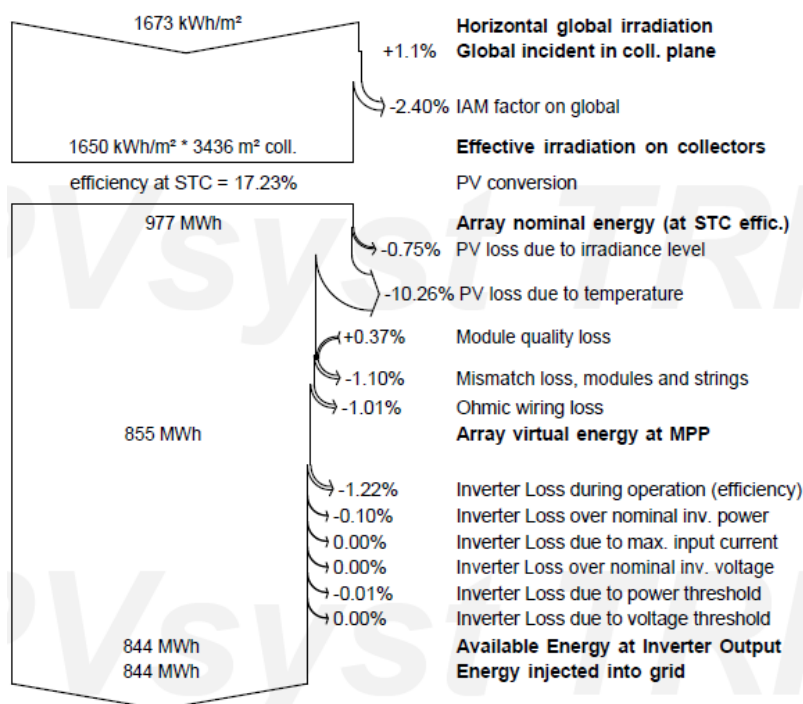 1673 kWh/m² Horizontal global irradiation
+1.1% Global incident in coll. plane
-2.40% IAM factor on global
1650 kWh/m² * 3436 m² coll. Effective irradiation on collectors
efficiency at STC = 17.23% PV conversion
977 MWh Array nominal energy (at STC effic.)
-0.75% PV loss due to irradiance level
-10.26% PV loss due to temperature
+0.37% Module quality loss
-1.10% Mismatch loss, modules and strings
-1.01% Ohmic wiring loss
855 MWh Array virtual energy at MPP
-1.22% Inverter Loss during operation (efficiency)
-0.10% Inverter Loss over nominal inv. power
0.00% Inverter Loss due to max. input current
0.00% Inverter Loss over nominal inv. voltage
-0.01% Inverter Loss due to power threshold
0.00% Inverter Loss due to voltage threshold
844 MWh Available Energy at Inverter Output
844 MWh Energy injected into grid
PVsyst TRI
PVsyst TRI